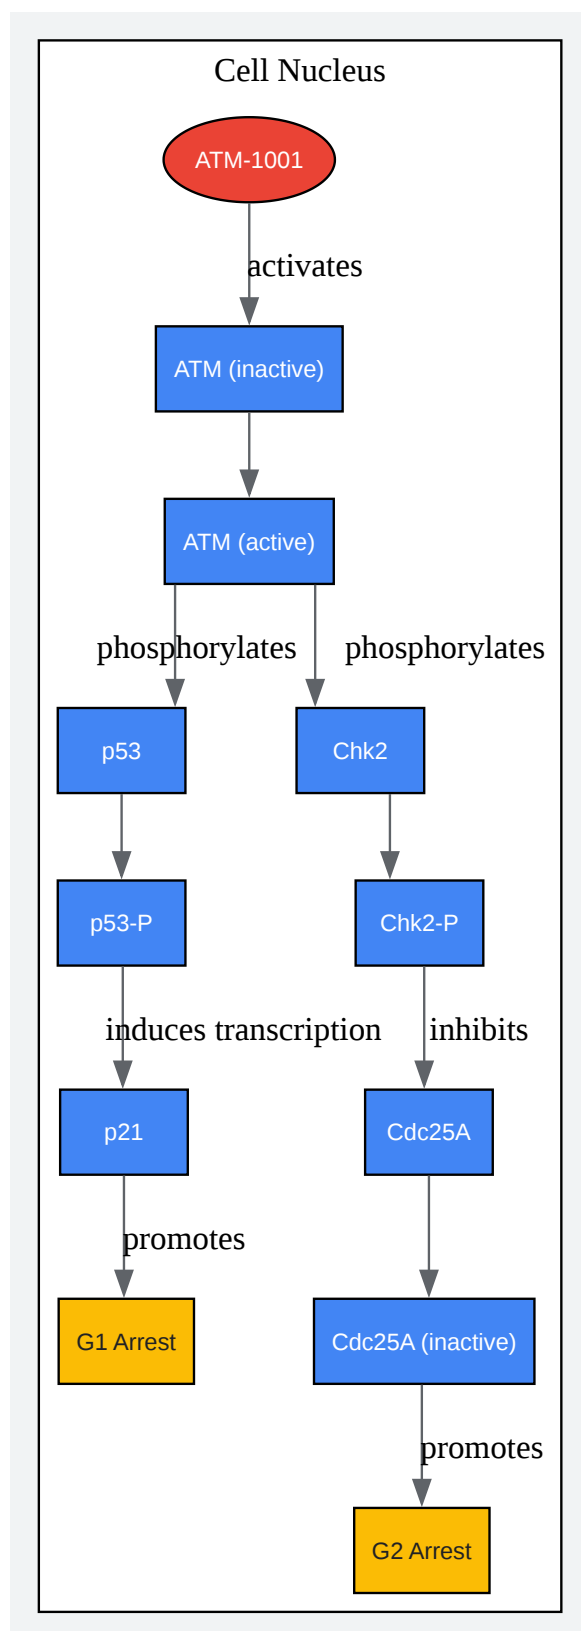 Cell Nucleus
ATM-1001
activates
ATM (inactive)
ATM (active)
phosphorylates
phosphorylates
p53
Chk2
p53-P
Chk2-P
induces transcription
inhibits
p21
Cdc25A
promotes
G1 Arrest
Cdc25A (inactive)
promotes
G2 Arrest